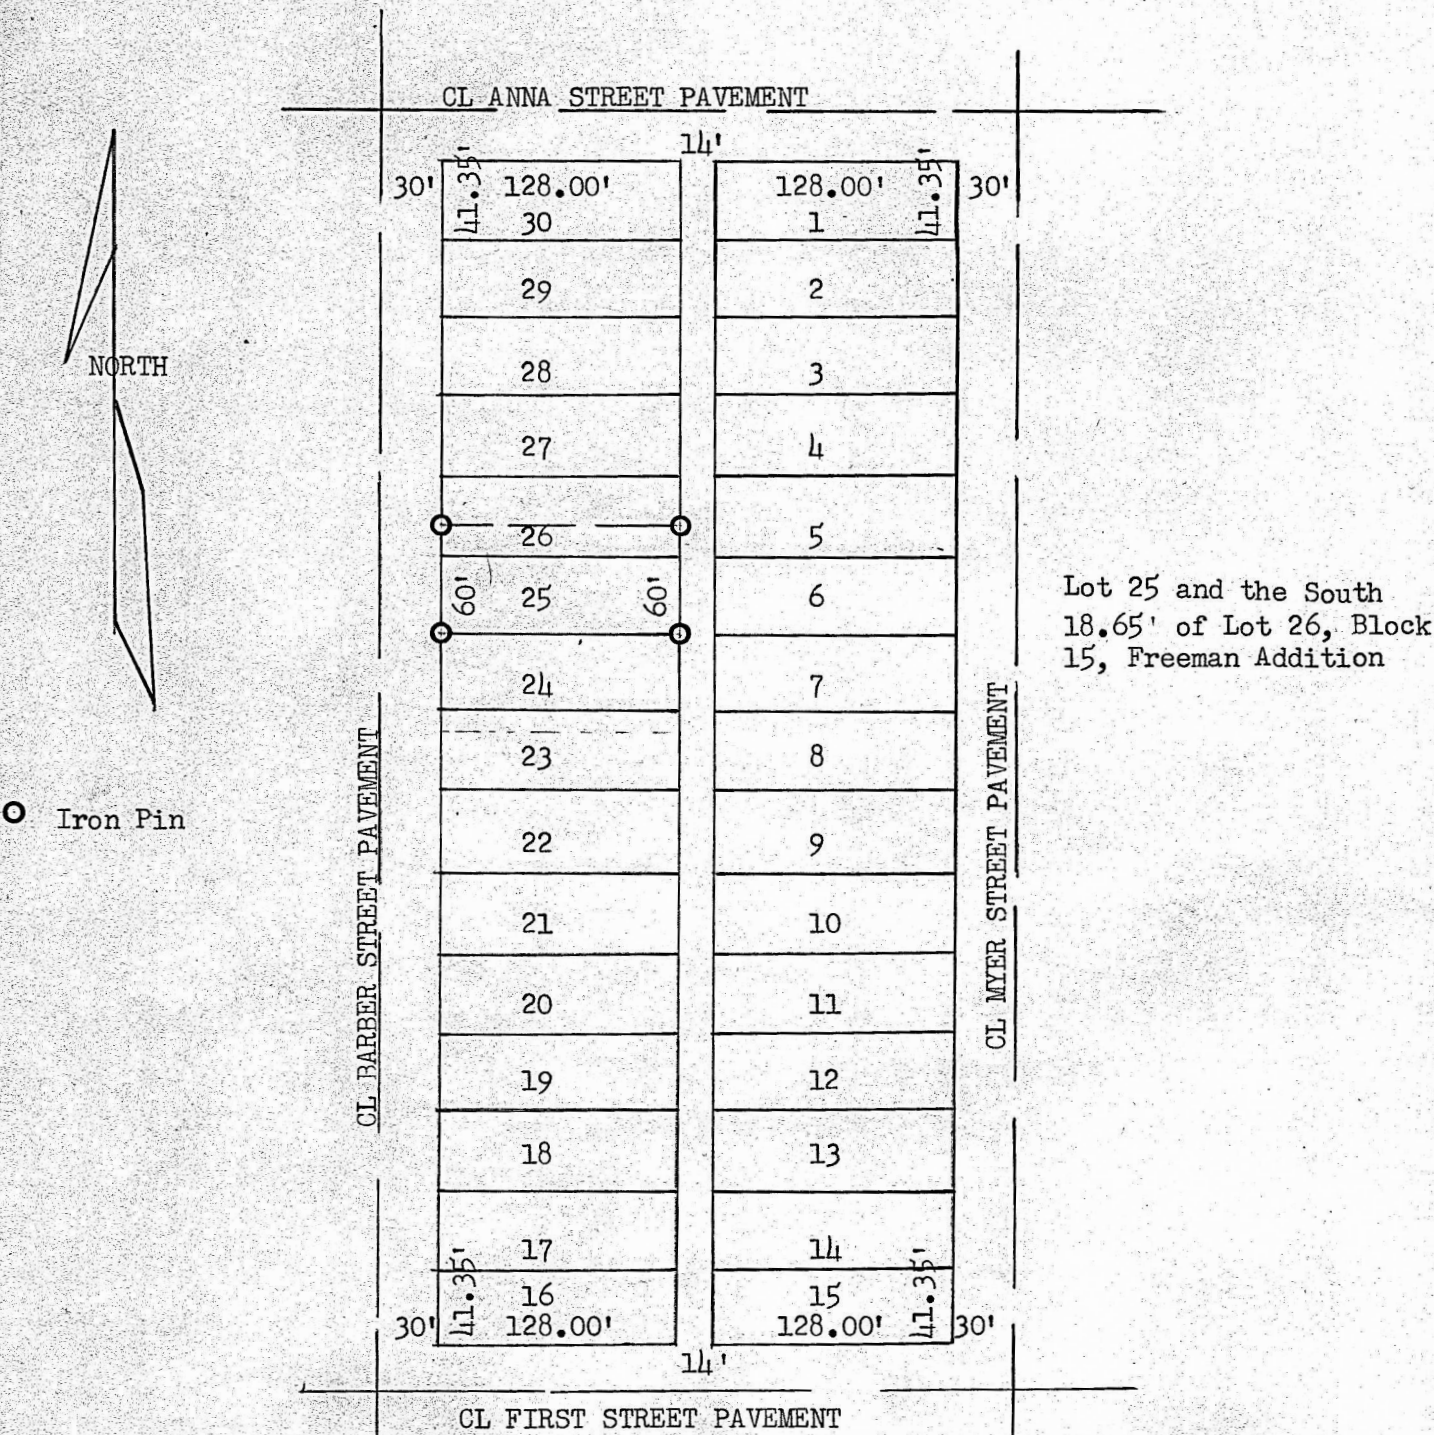 CL ANNA STREET PAVEMENT
14'
30' 41.35' 128.00' 128.00' 41.35' 30'
30 1
29 2
28 3
NORTH
27 4
26 5
60' 25 60' 6
Lot 25 and the South
18.65' of Lot 26, Block
15, Freeman Addition
24 7
23 8
CL BARBER STREET PAVEMENT
CL MYER STREET PAVEMENT
Iron Pin
22 9
21 10
20 11
19 12
18 13
17 14
41.35' 16 15 41.35'
30' 128.00' 128.00' 30'
14'
CL FIRST STREET PAVEMENT